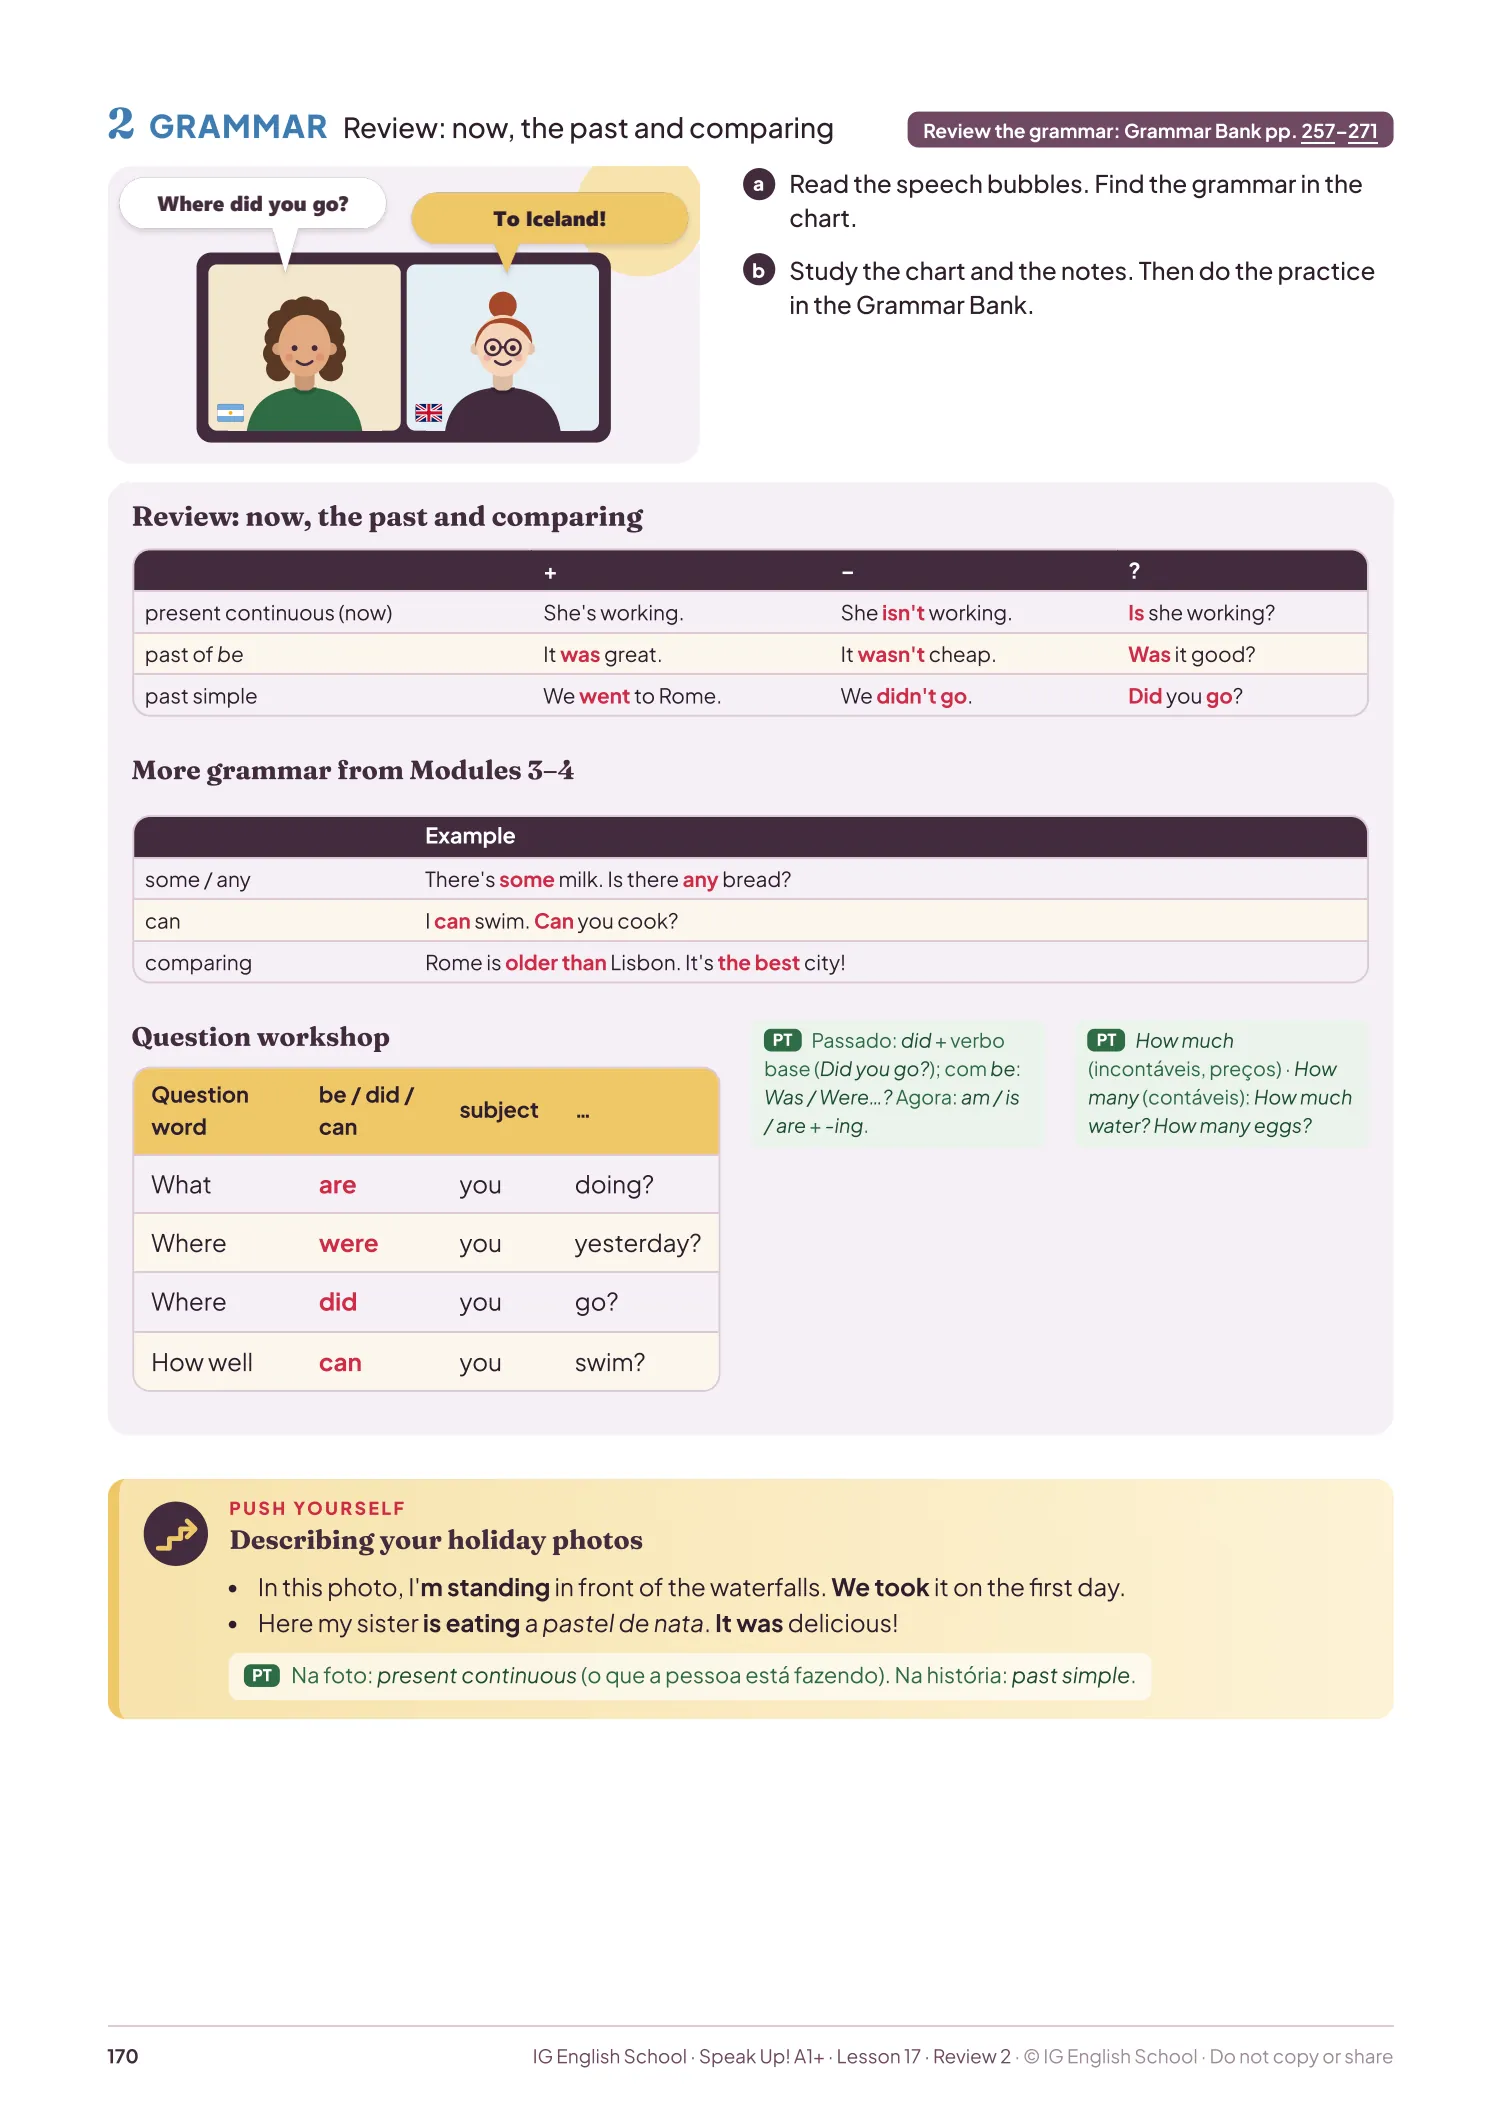 2 GRAMMAR Review: now, the past and comparing
Review the grammar: Grammar Bank pp. 257–271
Where did you go?
To Iceland!
a Read the speech bubbles. Find the grammar in the
chart.
b Study the chart and the notes. Then do the practice
in the Grammar Bank.
Review: now, the past and comparing
+ – ?
present continuous (now) She's working. She isn't working. Is she working?
past of be It was great. It wasn't cheap. Was it good?
past simple We went to Rome. We didn't go. Did you go?
More grammar from Modules 3–4
Example
some / any There's some milk. Is there any bread?
can I can swim. Can you cook?
comparing Rome is older than Lisbon. It's the best city!
Question workshop
Question
word
be / did /
can
subject
...
What are you doing?
Where were you yesterday?
Where did you go?
How well can you swim?
PT Passado: did + verbo
base (Did you go?); com be:
Was / Were...? Agora: am / is
/ are + -ing.
PT How much
(incontáveis, preços) · How
many (contáveis): How much
water? How many eggs?
PUSH YOURSELF
Describing your holiday photos
• In this photo, I'm standing in front of the waterfalls. We took it on the first day.
• Here my sister is eating a pastel de nata. It was delicious!
PT Na foto: present continuous (o que a pessoa está fazendo). Na história: past simple.
170
IG English School · Speak Up! A1+ · Lesson 17 · Review 2 · © IG English School · Do not copy or share